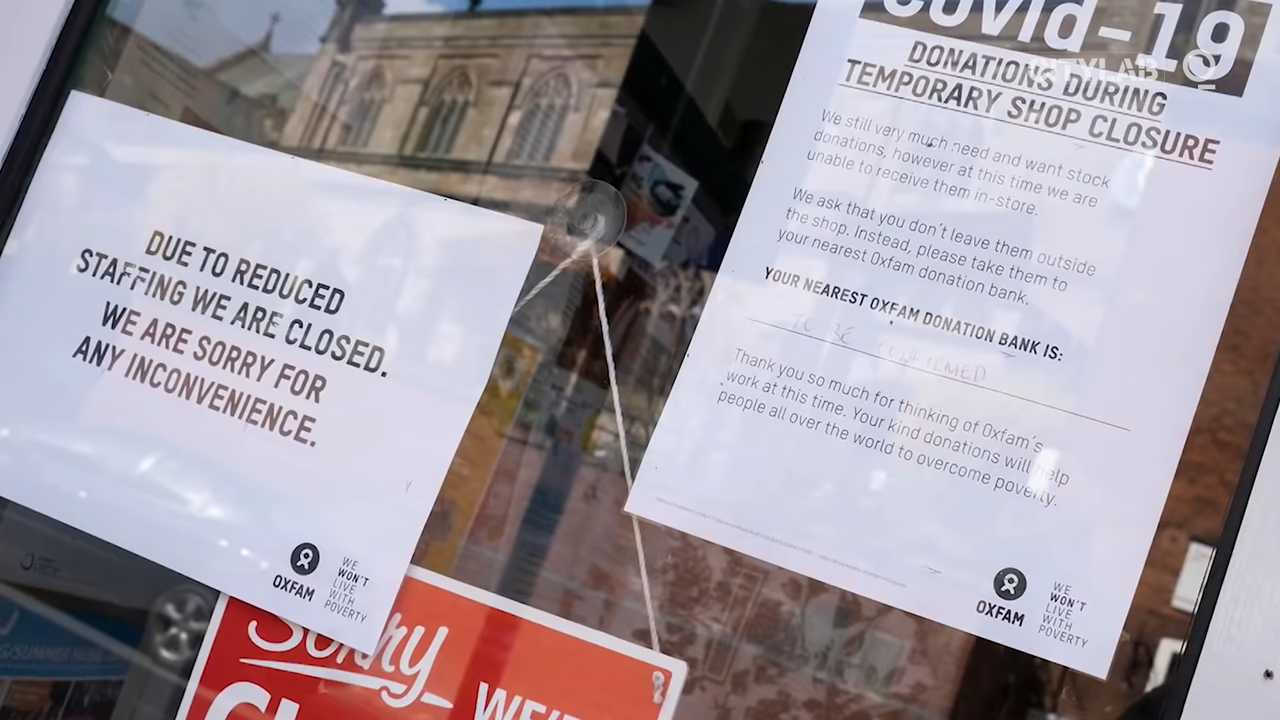 DUE TO REDUCED
STAFFING WE ARE CLOSED.
WE ARE SORRY FOR
ANY INCONVENIENCE.
OXFAM
WE
WON'T
LIVE
WITH
POVERTY
Sorry
WE'R
Covid-19
CITYLAB
DONATIONS DURING
TEMPORARY SHOP CLOSURE
We still very much need and want stock
donations, however at this time we are
unable to receive them in-store.
We ask that you don't leave them outside
the shop. Instead, please take them to
your nearest Oxfam donation bank.
YOUR NEAREST OXFAM DONATION BANK IS:
TO BE CONFIRMED
Thank you so much for thinking of Oxfam's
work at this time. Your kind donations will help
people all over the world to overcome poverty.
OXFAM
WE
WON'T
LIVE
WITH
POVERTY